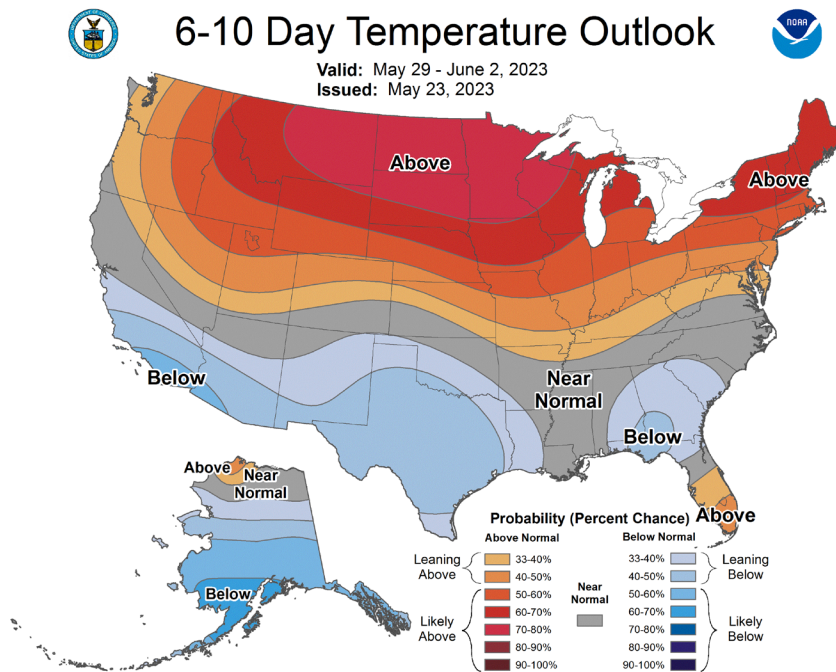 6-10 Day Temperature Outlook
NOAA
Valid: May 29 - June 2, 2023
Issued: May 23, 2023
Above
Above
Below
Near
Normal
Below
Above
Near
Normal
Above
Below
Probability (Percent Chance)
Above Normal
Below Normal
Leaning
Above
33-40%
40-50%
Likely
Above
50-60%
60-70%
70-80%
80-90%
90-100%
Near
Normal
33-40%
40-50%
Leaning
Below
50-60%
60-70%
70-80%
80-90%
90-100%
Likely
Below